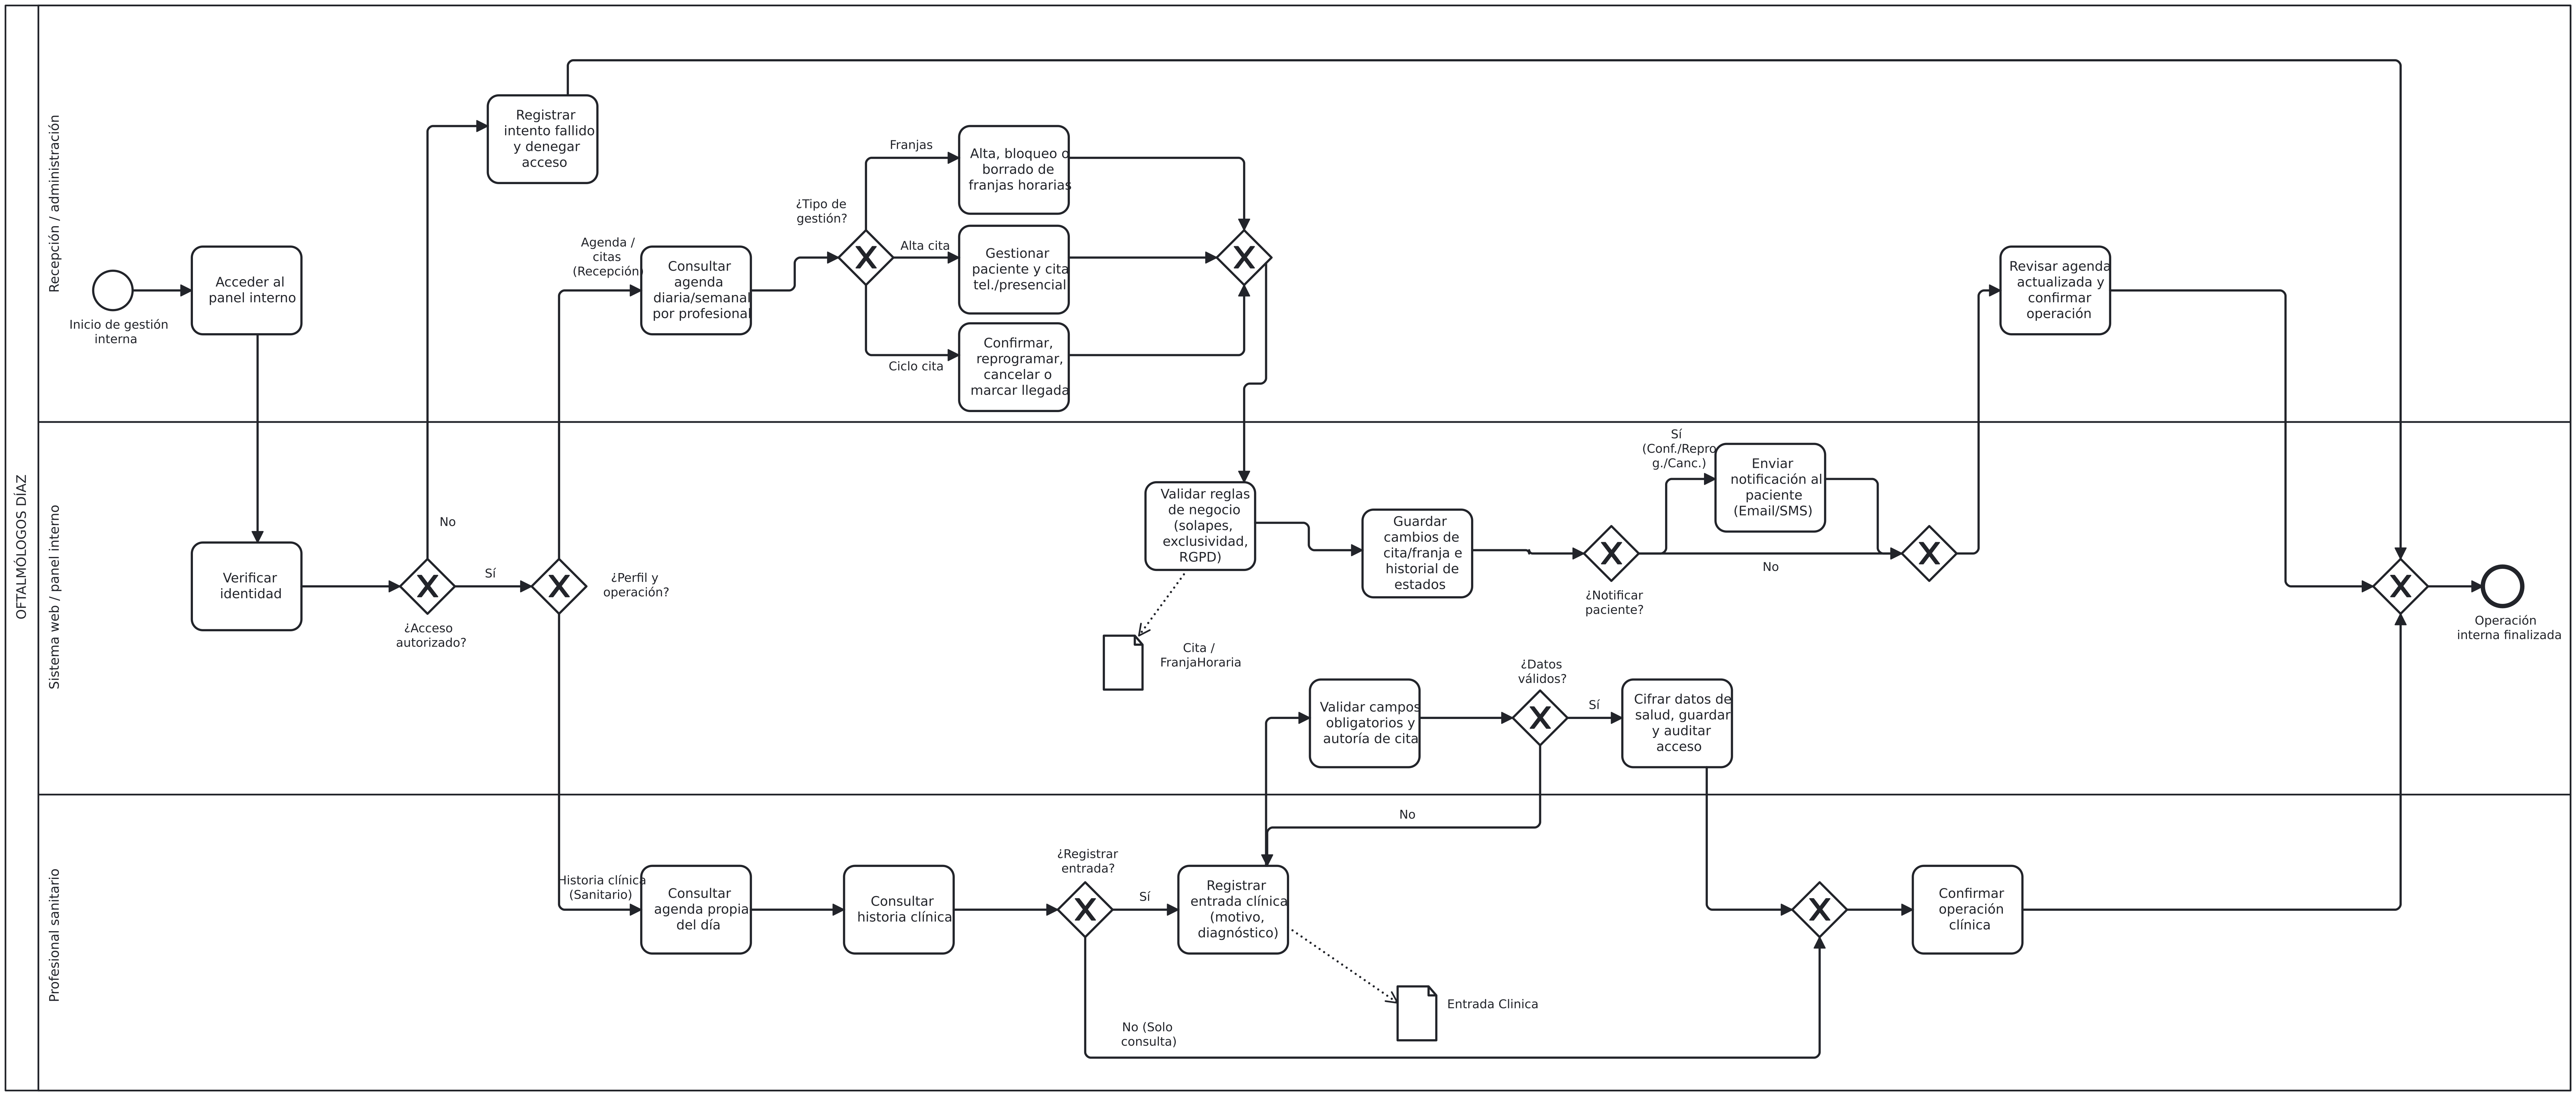 OFTALMÓLOGOS DÍAZ
Recepción / administración
Registrar
intento fallido
y denegar
acceso
Inicio de gestión
interna
Acceder al
panel interno
Agenda /
citas
(Recepción)
Consultar
agenda
diaria/semanal
por profesional
¿Tipo de
gestión?
Franjas
Alta, bloqueo o
borrado de
franjas horarias
Alta cita
Gestionar
paciente y cita
tel./presencial
Ciclo cita
Confirmar,
reprogramar,
cancelar o
marcar llegada
Revisar agenda
actualizada y
confirmar
operación
Sistema web / panel interno
Verificar
identidad
No
¿Acceso
autorizado?
Sí
¿Perfil y
operación?
Validar reglas
de negocio
(solapes,
exclusividad,
RGPD)
Cita /
FranjaHoraria
Guardar
cambios de
cita/franja e
historial de
estados
¿Notificar
paciente?
Sí
(Conf./Repro
g./Canc.)
Enviar
notificación al
paciente
(Email/SMS)
No
Operación
interna finalizada
Validar campos
obligatorios y
autoría de cita
¿Datos
válidos?
Sí
Cifrar datos de
salud, guardar
y auditar
acceso
No
Profesional sanitario
Historia clínica
(Sanitario)
Consultar
agenda propia
del día
Consultar
historia clínica
¿Registrar
entrada?
Sí
Registrar
entrada clínica
(motivo,
diagnóstico)
Entrada Clinica
No (Solo
consulta)
Confirmar
operación
clínica